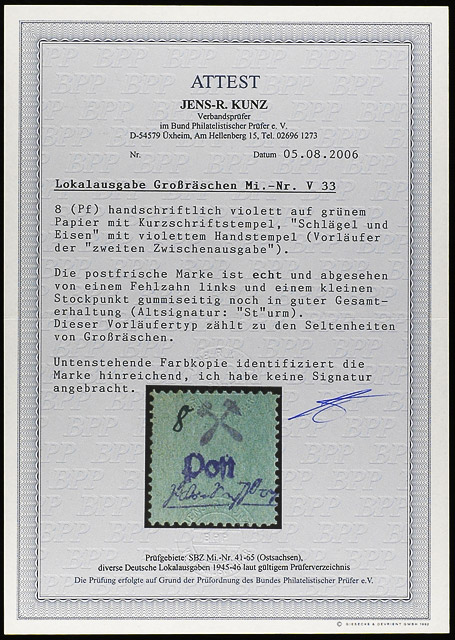 ATTEST
JENS-R. KUNZ
Verbandsprüfer
im Bund Philatelistischer Prüfer e. V.
D-54579 Üxheim, Am Hellenberg 15, Tel. 02696 1273
Nr. Datum 05.08.2006
Lokalausgabe Großräschen Mi.-Nr. V 33
8 (Pf) handschriftlich violett auf grünem
Papier mit Kurzschriftstempel, "Schlägel und
Eisen" mit violettem Handstempel (Vorläufer
der "zweiten Zwischenausgabe").
Die postfrische Marke ist echt und abgesehen
von einem Fehlzahn links und einem kleinen
Stockpunkt gummiseitig noch in guter Gesamt-
erhaltung (Altsignatur: "St"urm).
Dieser Vorläufertyp zählt zu den Seltenheiten
von Großräschen.
Untenstehende Farbkopie identifiziert die
Marke hinreichend, ich habe keine Signatur
angebracht.
8
Post
BPP
Prüfgebiete: SBZ Mi.-Nr. 41-65 (Ostsachsen),
diverse Deutsche Lokalausgaben 1945-46 laut gültigem Prüferverzeichnis
Die Prüfung erfolgte auf Grund der Prüfordnung des Bundes Philatelistischer Prüfer e.V.
© GIESECKE & DEVRIENT GMBH 1992